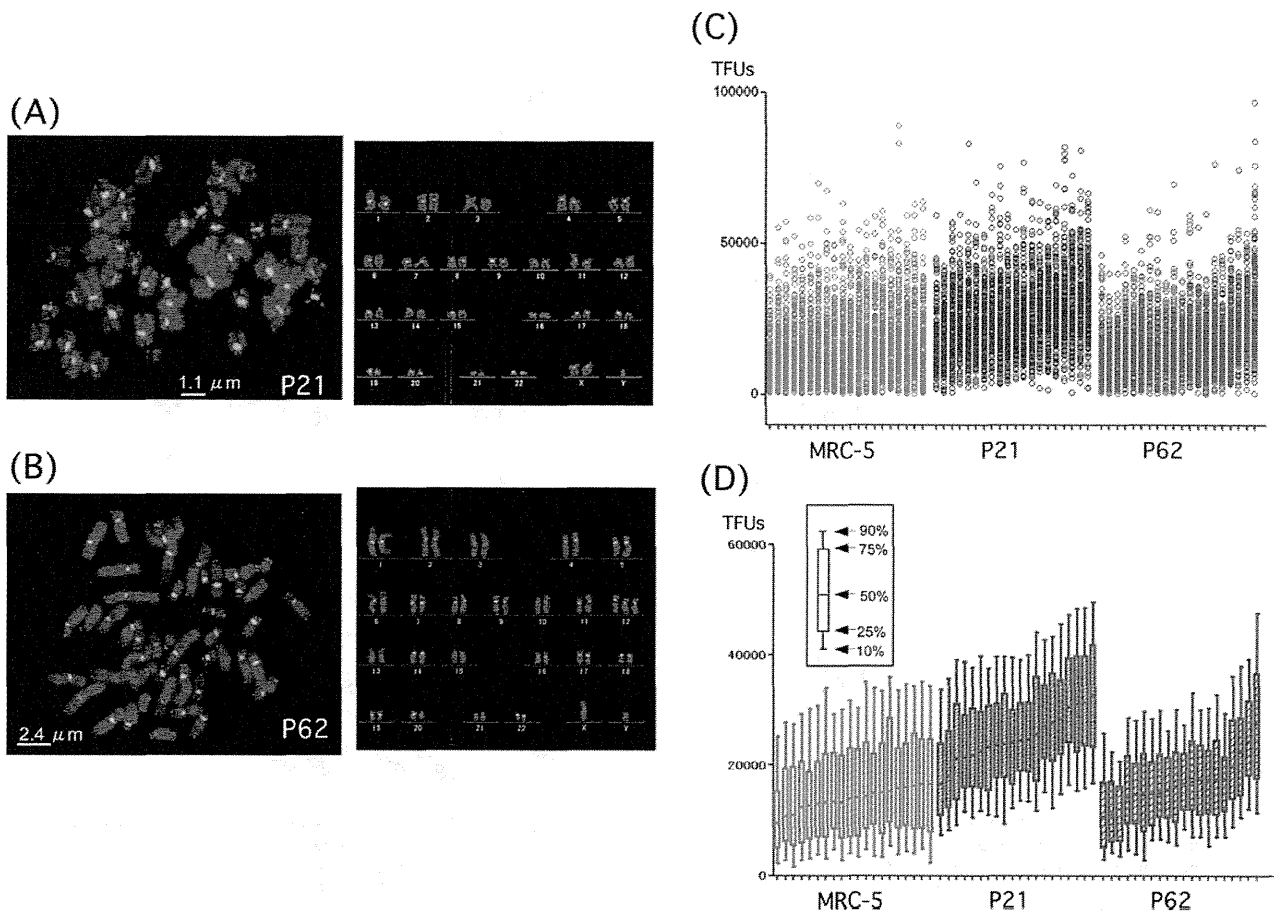 (A)
1.1 μm P21
1 2 3 4 5
6 7 8 9 10 11 12
13 14 15 16 17 18
19 20 21 22 X Y
(B)
2.4 μm P62
1 2 3 4 5
6 7 8 9 10 11 12
13 14 15 16 17 18
19 20 21 22 X Y
(C)
TFUs
100000
50000
0
MRC-5 P21 P62
(D)
TFUs
60000
40000
20000
0
90%
75%
50%
25%
10%
MRC-5 P21 P62